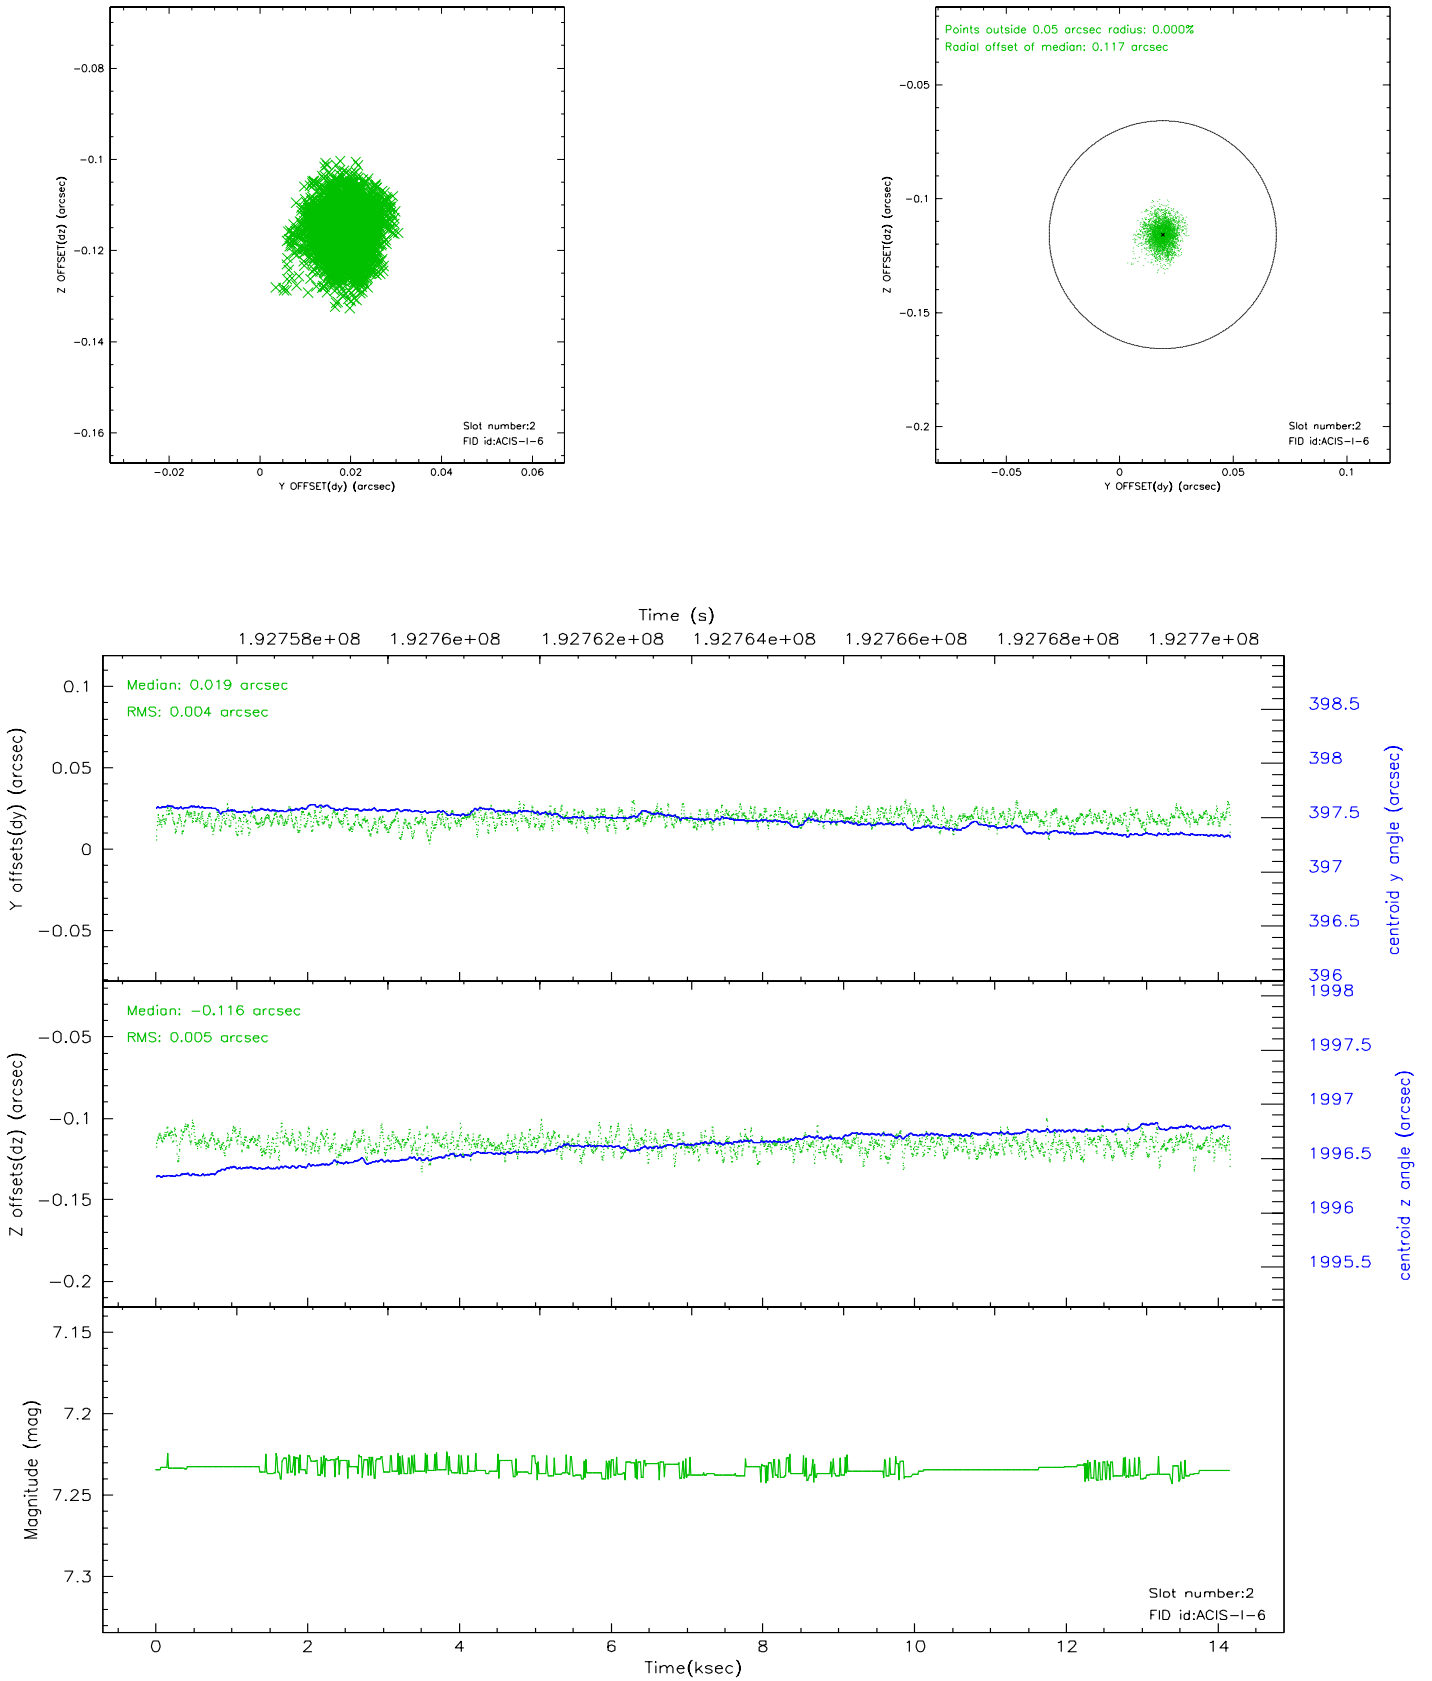 -0.08
-0.1
-0.12
-0.14
-0.16
Z OFFSET(dz) (arcsec)
Slot number:2
FID id:ACIS-I-6
-0.02 0 0.02 0.04 0.06
Y OFFSET(dy) (arcsec)
Points outside 0.05 arcsec radius: 0.000%
Radial offset of median: 0.117 arcsec
-0.05
-0.1
-0.15
-0.2
Z OFFSET(dz) (arcsec)
Slot number:2
FID id:ACIS-I-6
-0.05 0 0.05 0.1
Y OFFSET(dy) (arcsec)
Time (s)
1.92758e+08 1.9276e+08 1.92762e+08 1.92764e+08 1.92766e+08 1.92768e+08 1.9277e+08
Median: 0.019 arcsec
RMS: 0.004 arcsec
0.1
0.05
0
-0.05
Y offsets(dy) (arcsec)
398.5
398
397.5
397
396.5
396
centroid y angle (arcsec)
Median: -0.116 arcsec
RMS: 0.005 arcsec
-0.05
-0.1
-0.15
-0.2
Z offsets(dz) (arcsec)
1998
1997.5
1997
1996.5
1996
1995.5
centroid z angle (arcsec)
7.15
7.2
7.25
7.3
Magnitude (mag)
Slot number:2
FID id:ACIS-I-6
0 2 4 6 8 10 12 14
Time(ksec)